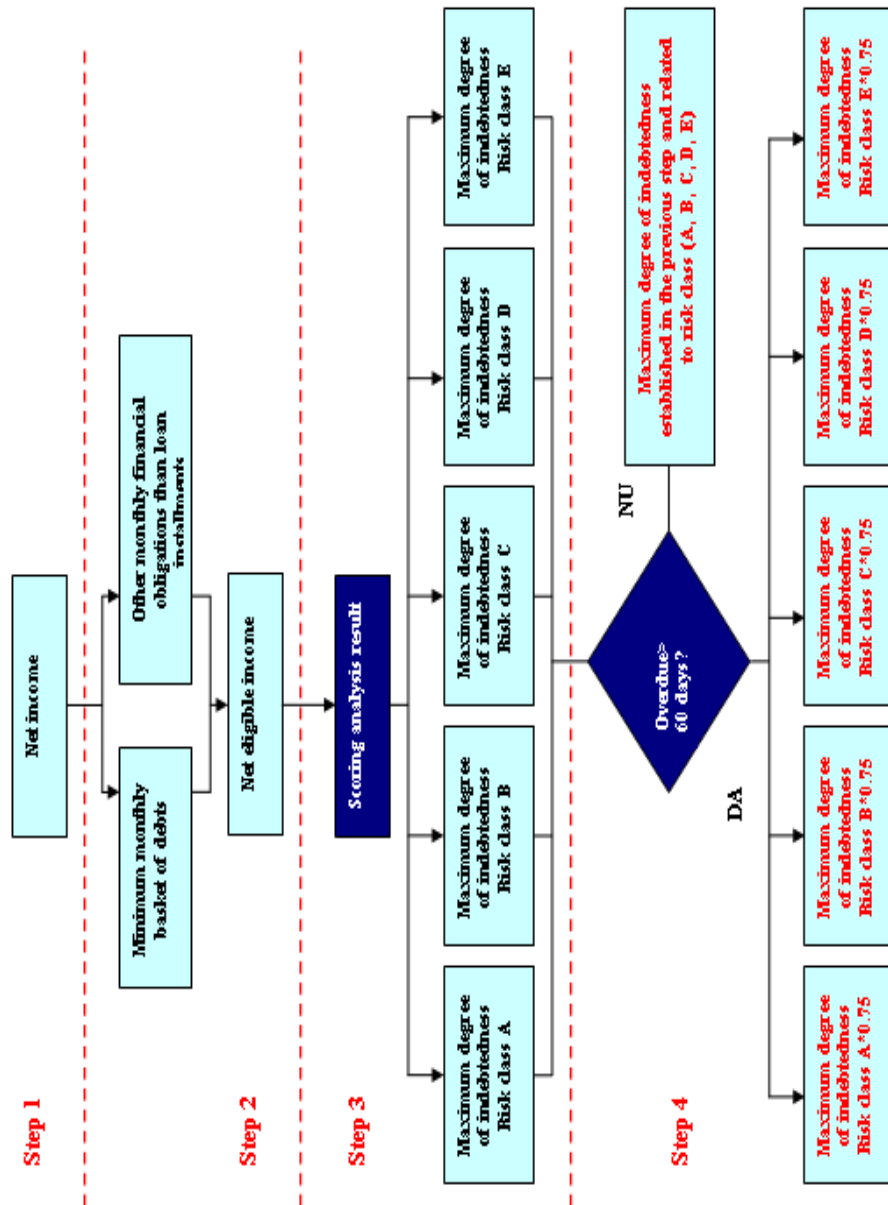 Step 1
Net income
Minimum monthly
basket of debts
Other monthly financial
obligations than loan
installments
Step 2
Net eligible income
Step 3
Scoring analysis result
Maximum degree
of indebtedness
Risk class A
Maximum degree
of indebtedness
Risk class B
Maximum degree
of indebtedness
Risk class C
Maximum degree
of indebtedness
Risk class D
Maximum degree
of indebtedness
Risk class E
Step 4
Overdue>
60 days?
NU
Maximum degree of indebtedness
established in the previous step and related
to risk class (A, B, C, D, E)
DA
Maximum degree
of indebtedness
Risk class A*0.75
Maximum degree
of indebtedness
Risk class B*0.75
Maximum degree
of indebtedness
Risk class C*0.75
Maximum degree
of indebtedness
Risk class D*0.75
Maximum degree
of indebtedness
Risk class E*0.75